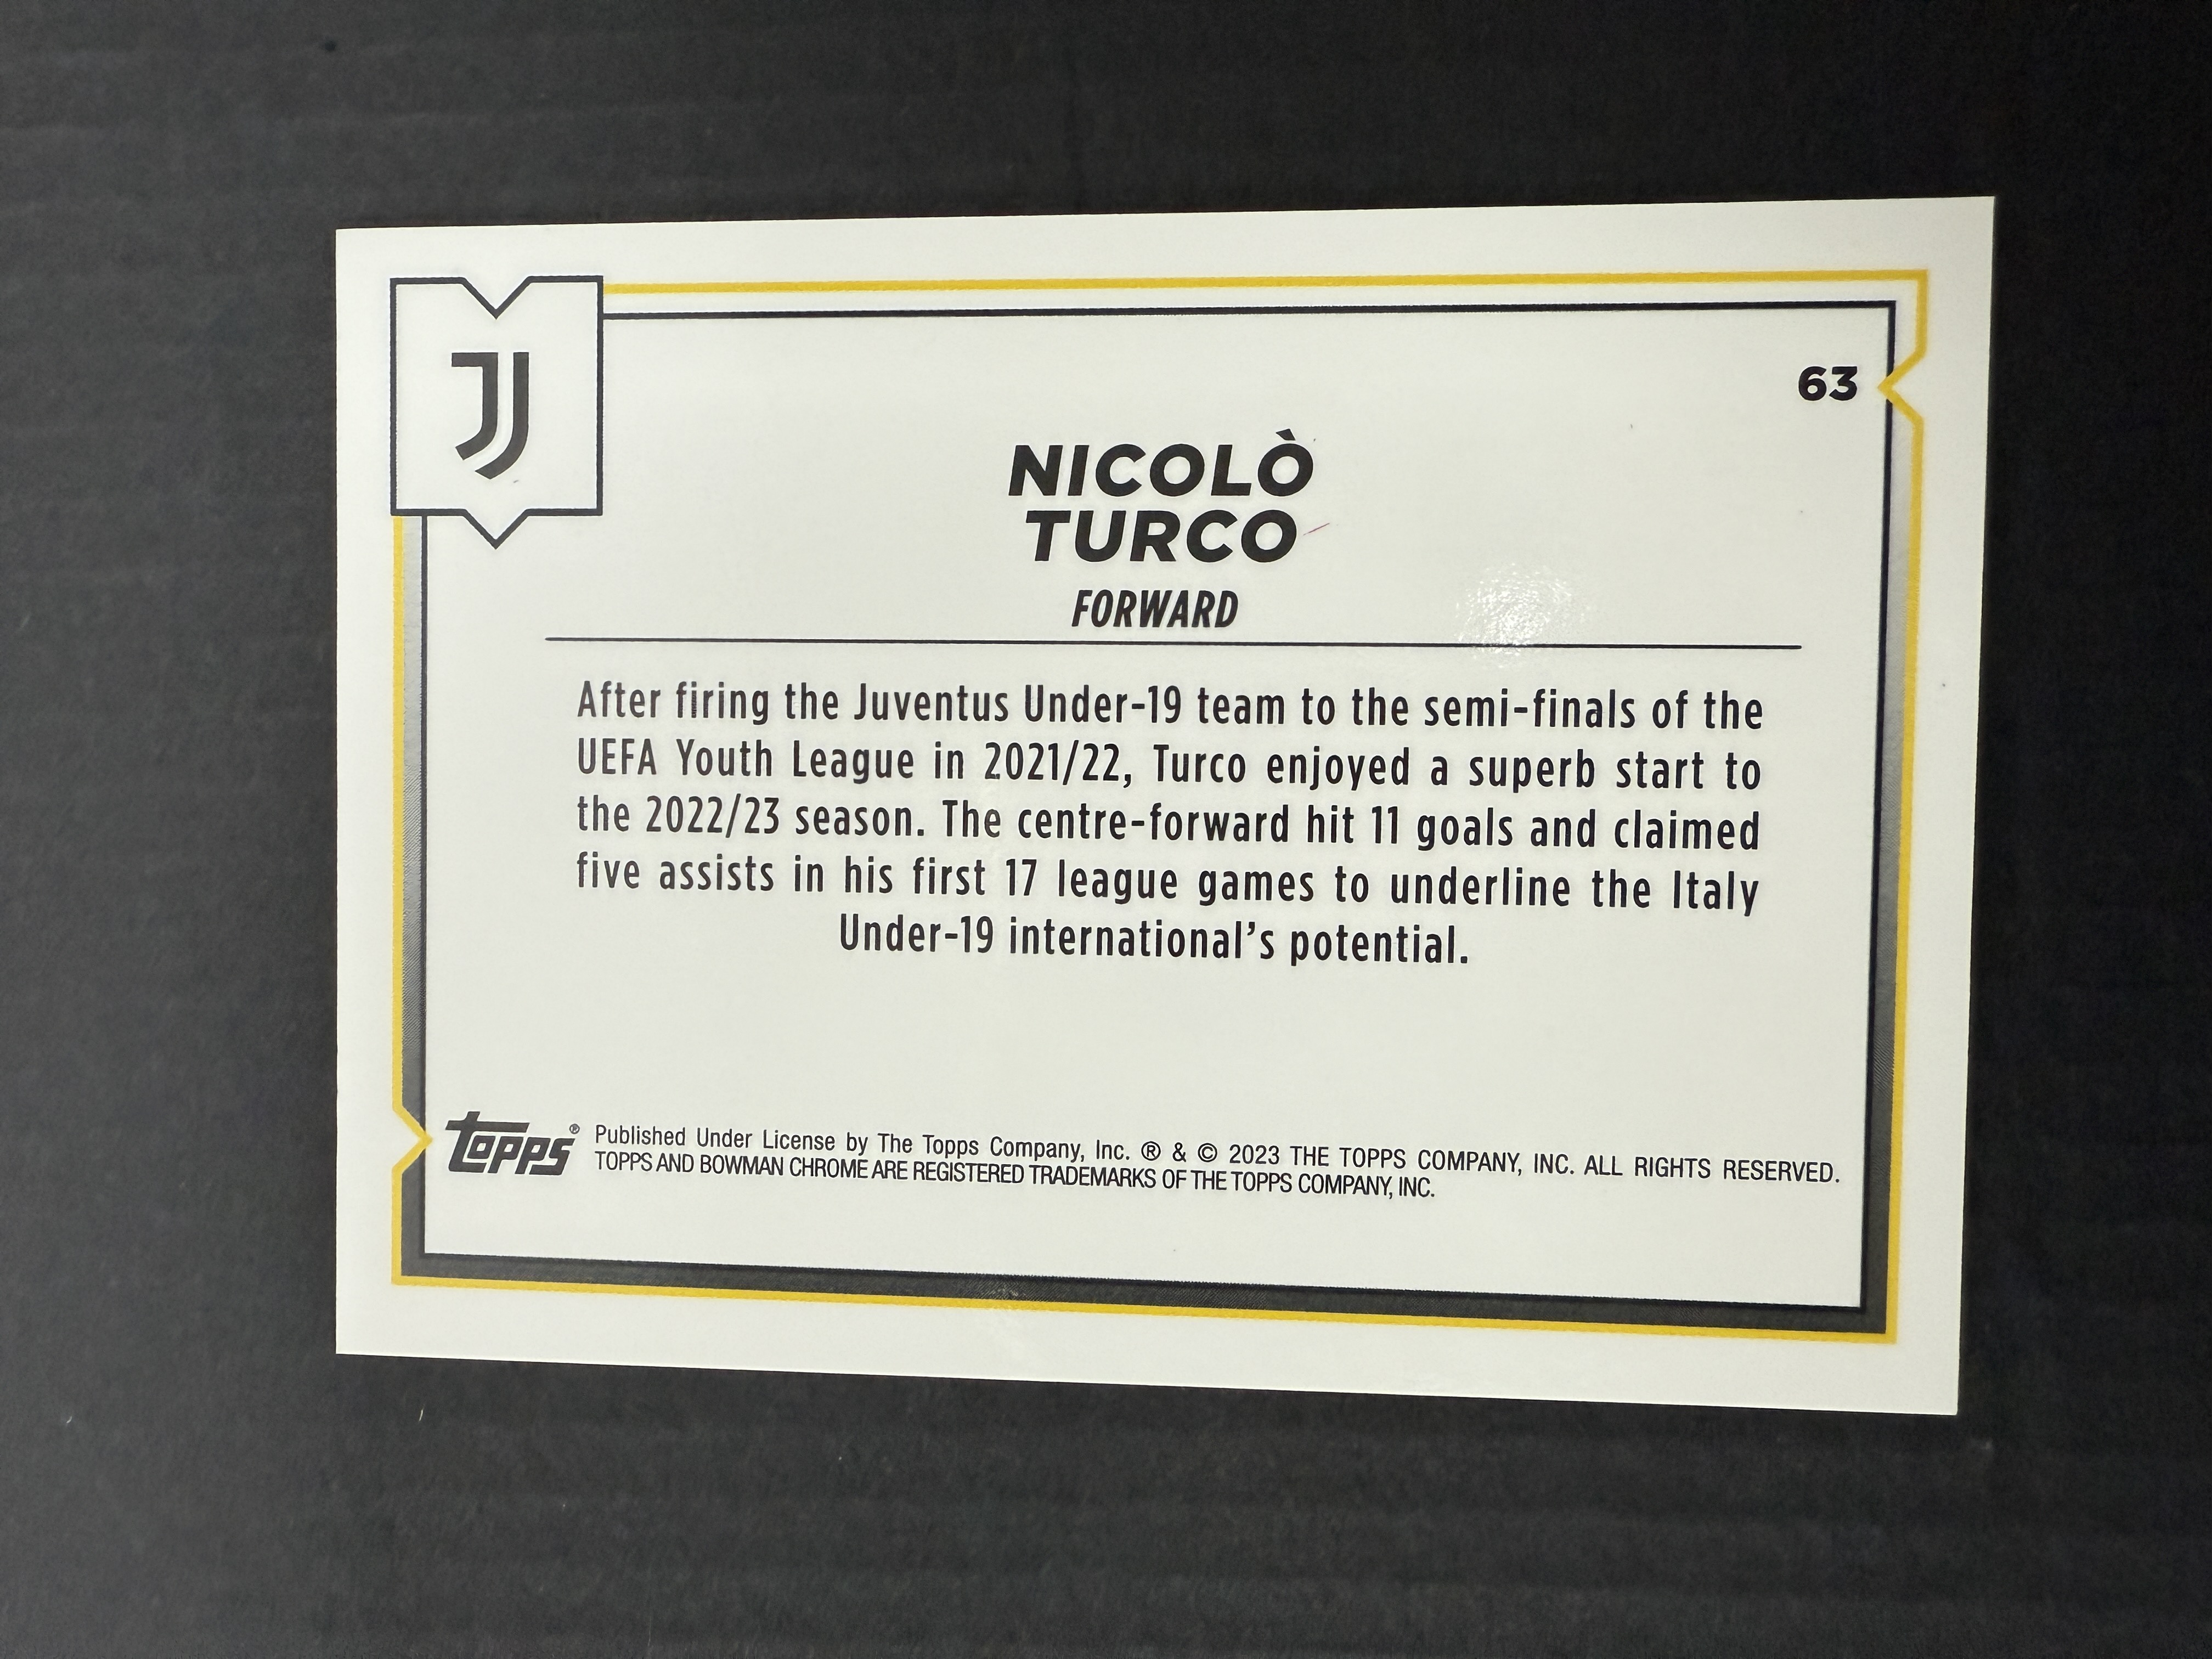 63
NICOLÒ
TURCO
FORWARD
After firing the Juventus Under-19 team to the semi-finals of the
UEFA Youth League in 2021/22, Turco enjoyed a superb start to
the 2022/23 season. The centre-forward hit 11 goals and claimed
five assists in his first 17 league games to underline the Italy
Under-19 international's potential.
topps® Published Under License by The Topps Company, Inc. ® & © 2023 THE TOPPS COMPANY, INC. ALL RIGHTS RESERVED.
TOPPS AND BOWMAN CHROME ARE REGISTERED TRADEMARKS OF THE TOPPS COMPANY, INC.